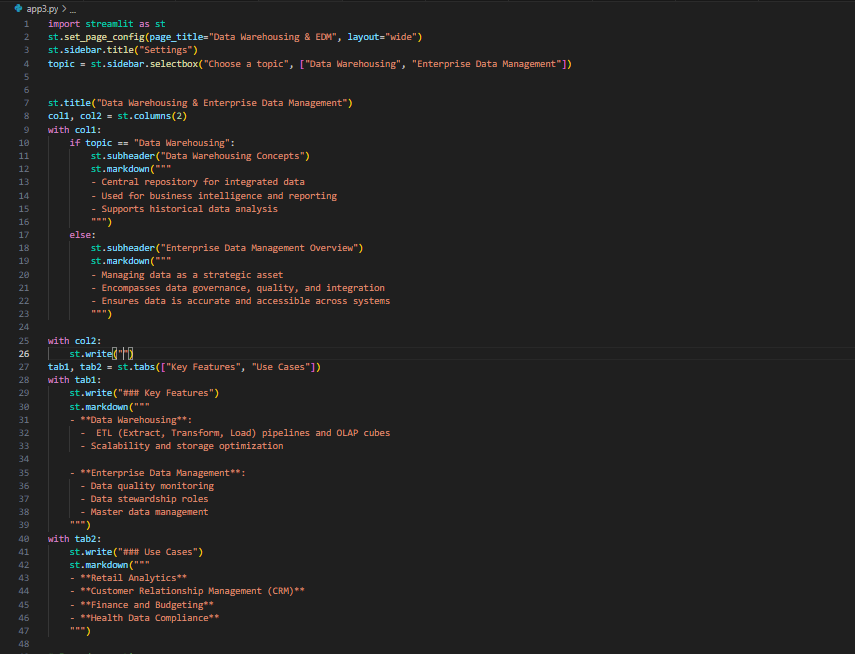 app3.py > ...
1 import streamlit as st
2 st.set_page_config(page_title="Data Warehousing & EDM", layout="wide")
3 st.sidebar.title("Settings")
4 topic = st.sidebar.selectbox("Choose a topic", ["Data Warehousing", "Enterprise Data Management"])
5
6
7 st.title("Data Warehousing & Enterprise Data Management")
8 col1, col2 = st.columns(2)
9 with col1:
10     if topic == "Data Warehousing":
11         st.subheader("Data Warehousing Concepts")
12         st.markdown("""
13         - Central repository for integrated data
14         - Used for business intelligence and reporting
15         - Supports historical data analysis
16         """)
17     else:
18         st.subheader("Enterprise Data Management Overview")
19         st.markdown("""
20         - Managing data as a strategic asset
21         - Encompasses data governance, quality, and integration
22         - Ensures data is accurate and accessible across systems
23         """)
24
25 with col2:
26     st.write("")
27 tab1, tab2 = st.tabs(["Key Features", "Use Cases"])
28 with tab1:
29     st.write("### Key Features")
30     st.markdown("""
31     - **Data Warehousing**:
32       -  ETL (Extract, Transform, Load) pipelines and OLAP cubes
33       - Scalability and storage optimization
34
35     - **Enterprise Data Management**:
36       - Data quality monitoring
37       - Data stewardship roles
38       - Master data management
39     """)
40 with tab2:
41     st.write("### Use Cases")
42     st.markdown("""
43     - **Retail Analytics**
44     - **Customer Relationship Management (CRM)**
45     - **Finance and Budgeting**
46     - **Health Data Compliance**
47     """)
48